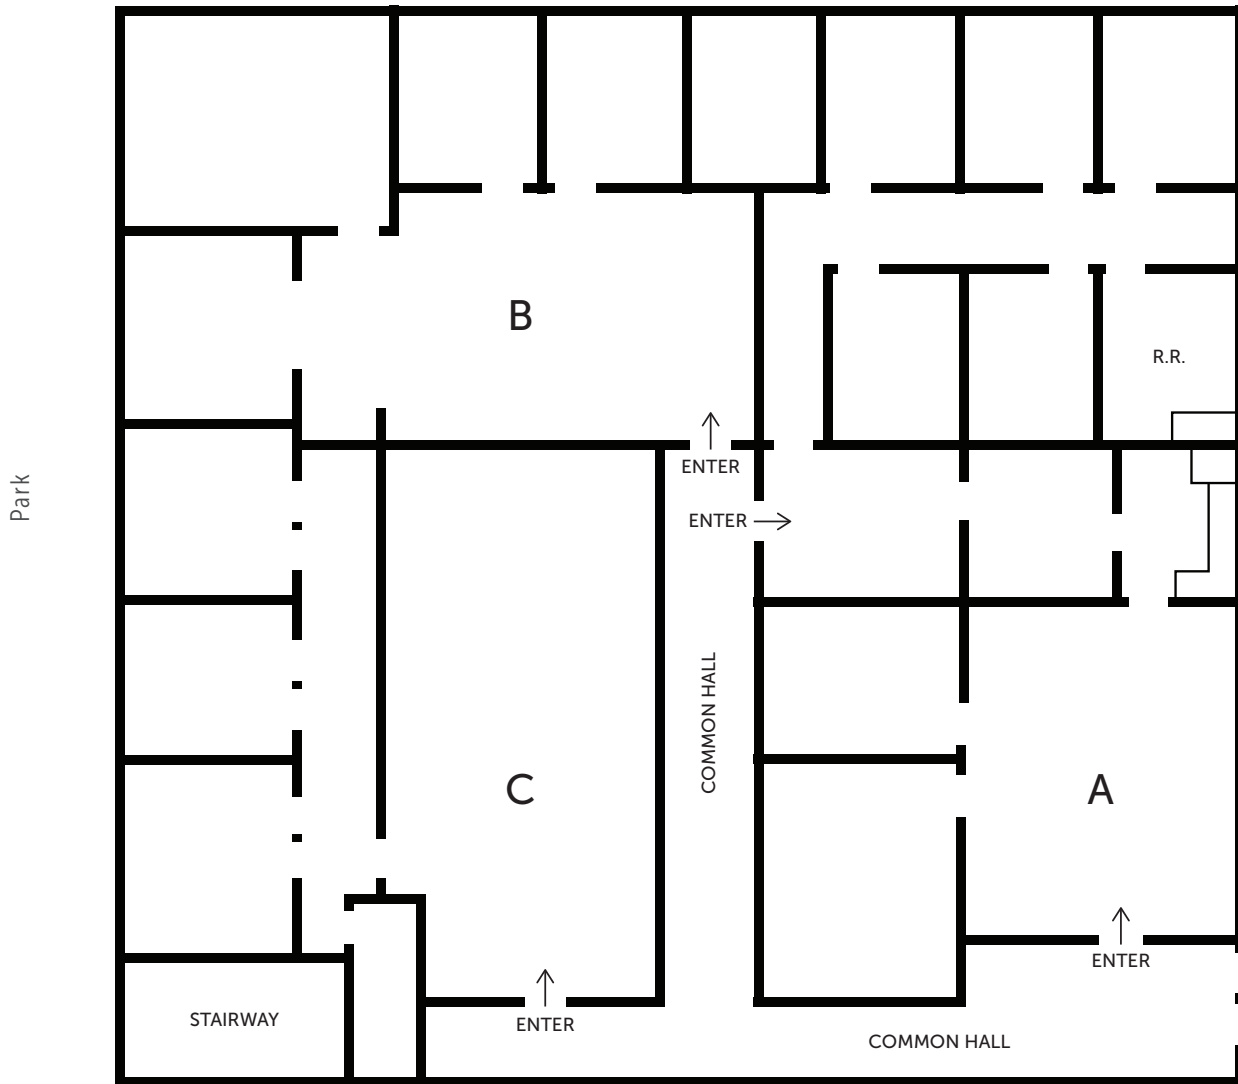 B
R.R.
ENTER
Park
ENTER
COMMON HALL
C
A
ENTER
STAIRWAY
ENTER
COMMON HALL